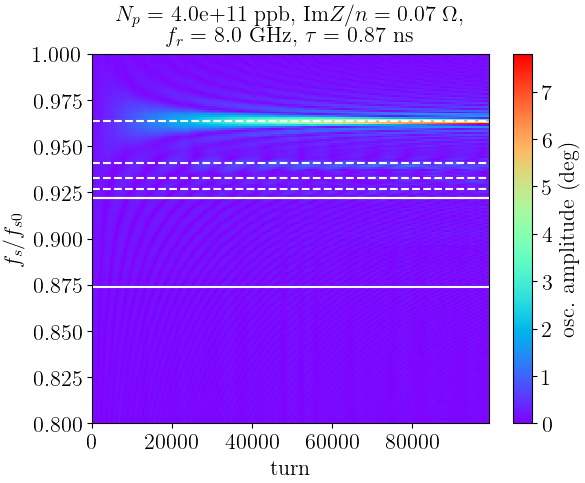 N_p = 4.0e+11 ppb, ImZ/n = 0.07 Ω,
f_r = 8.0 GHz, τ = 0.87 ns
1.000
0.975
0.950
0.925
0.900
0.875
0.850
0.825
0.800
f_s/f_{s0}
0 20000 40000 60000 80000
turn
7
6
5
4
3
2
1
0
osc. amplitude (deg)